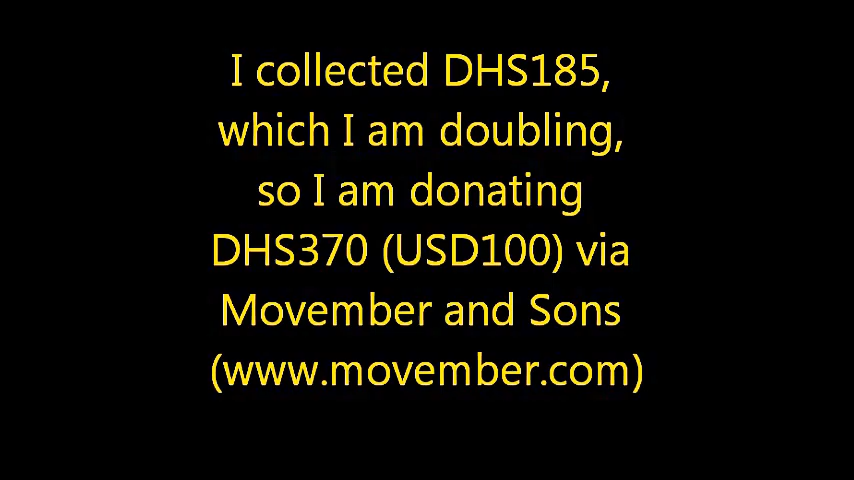 I collected DHS185,
which I am doubling,
so I am donating
DHS370 (USD100) via
Movember and Sons
(www.movember.com)